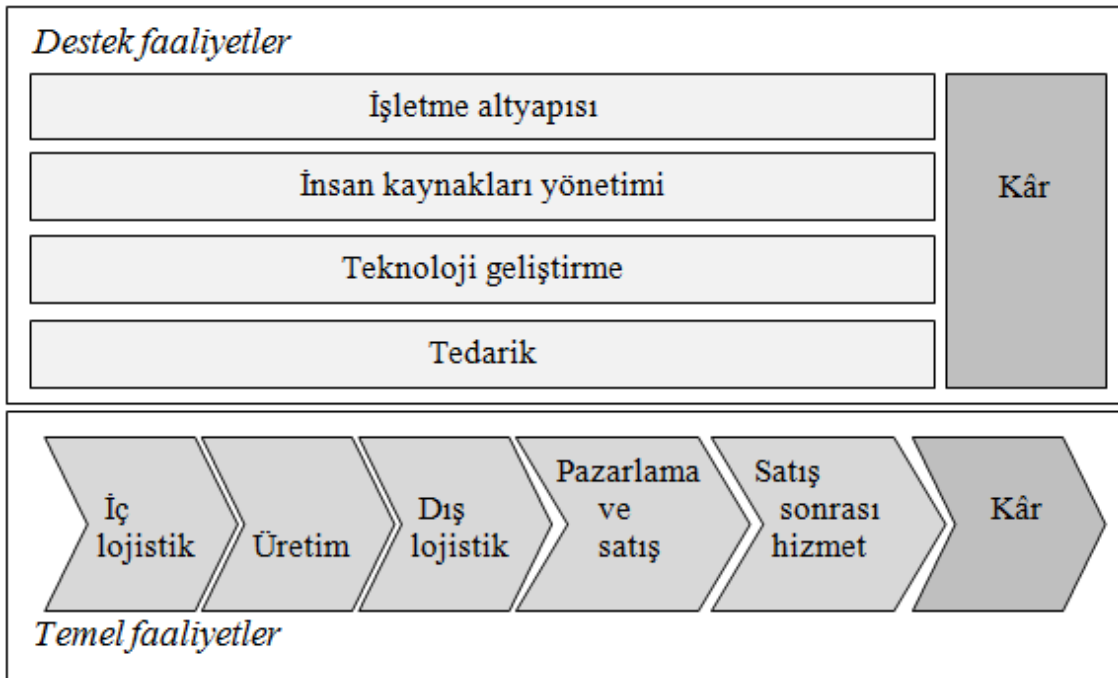 Destek faaliyetler
İşletme altyapısı
İnsan kaynakları yönetimi
Teknoloji geliştirme
Tedarik
Kâr
İç
lojistik
Üretim
Dış
lojistik
Pazarlama
ve
satış
Satış
sonrası
hizmet
Kâr
Temel faaliyetler